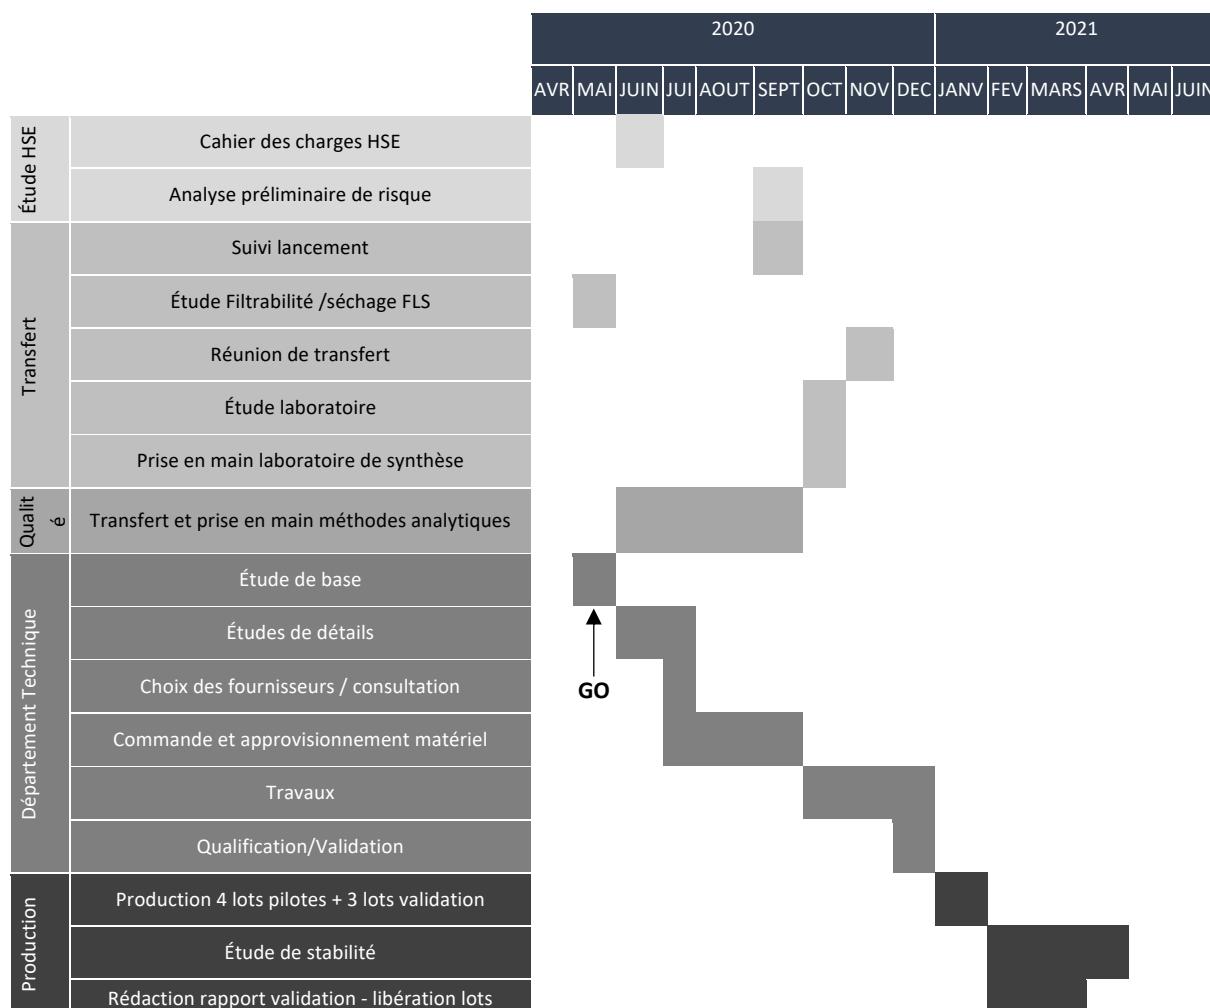 2020 2021
AVR MAI JUIN JUI AOUT SEPT OCT NOV DEC JANV FEV MARS AVR MAI JUIN
Étude HSE
Cahier des charges HSE
Analyse préliminaire de risque
Transfert
Suivi lancement
Étude Filtrabilité /séchage FLS
Réunion de transfert
Étude laboratoire
Prise en main laboratoire de synthèse
Qualit
é
Transfert et prise en main méthodes analytiques
Département Technique
Étude de base
Études de détails
Choix des fournisseurs / consultation
GO
Commande et approvisionnement matériel
Travaux
Qualification/Validation
Production
Production 4 lots pilotes + 3 lots validation
Étude de stabilité
Rédaction rapport validation - libération lots